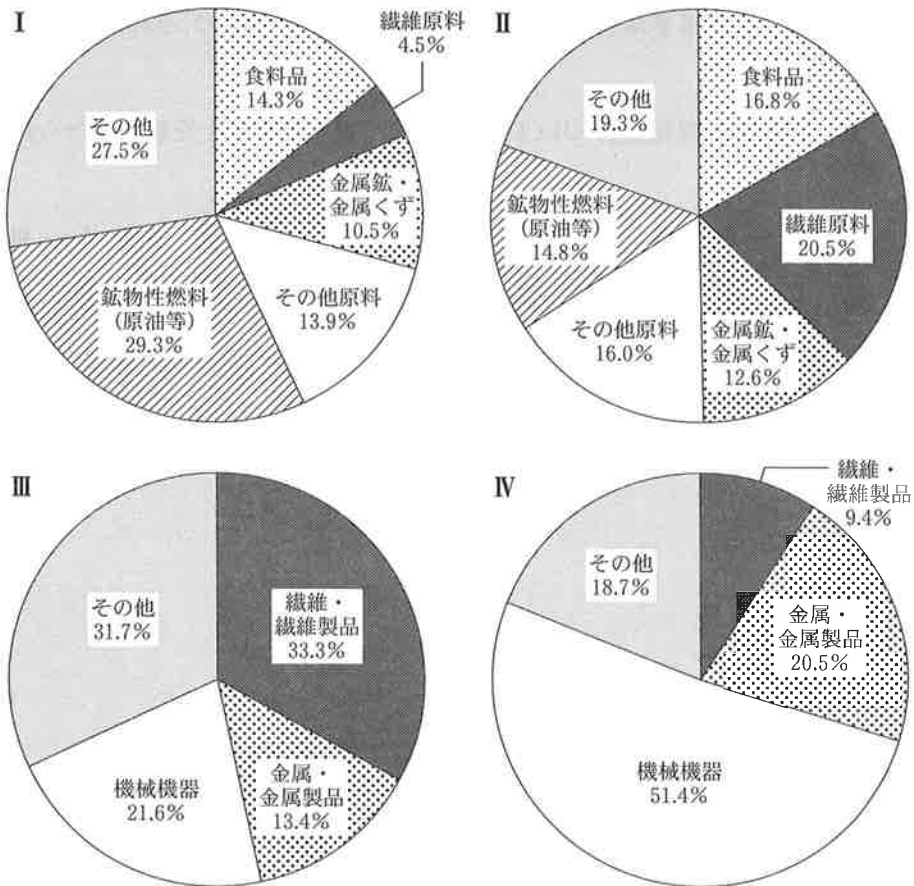 Ⅰ
繊維原料
4.5%
食料品
14.3%
その他
27.5%
金属鉱・
金属くず
10.5%
その他原料
13.9%
鉱物性燃料
(原油等)
29.3%
Ⅱ
その他
19.3%
食料品
16.8%
鉱物性燃料
(原油等)
14.8%
繊維原料
20.5%
その他原料
16.0%
金属鉱・
金属くず
12.6%
Ⅲ
その他
31.7%
繊維・
繊維製品
33.3%
機械機器
21.6%
金属・
金属製品
13.4%
Ⅳ
繊維・
繊維製品
9.4%
その他
18.7%
金属・
金属製品
20.5%
機械機器
51.4%